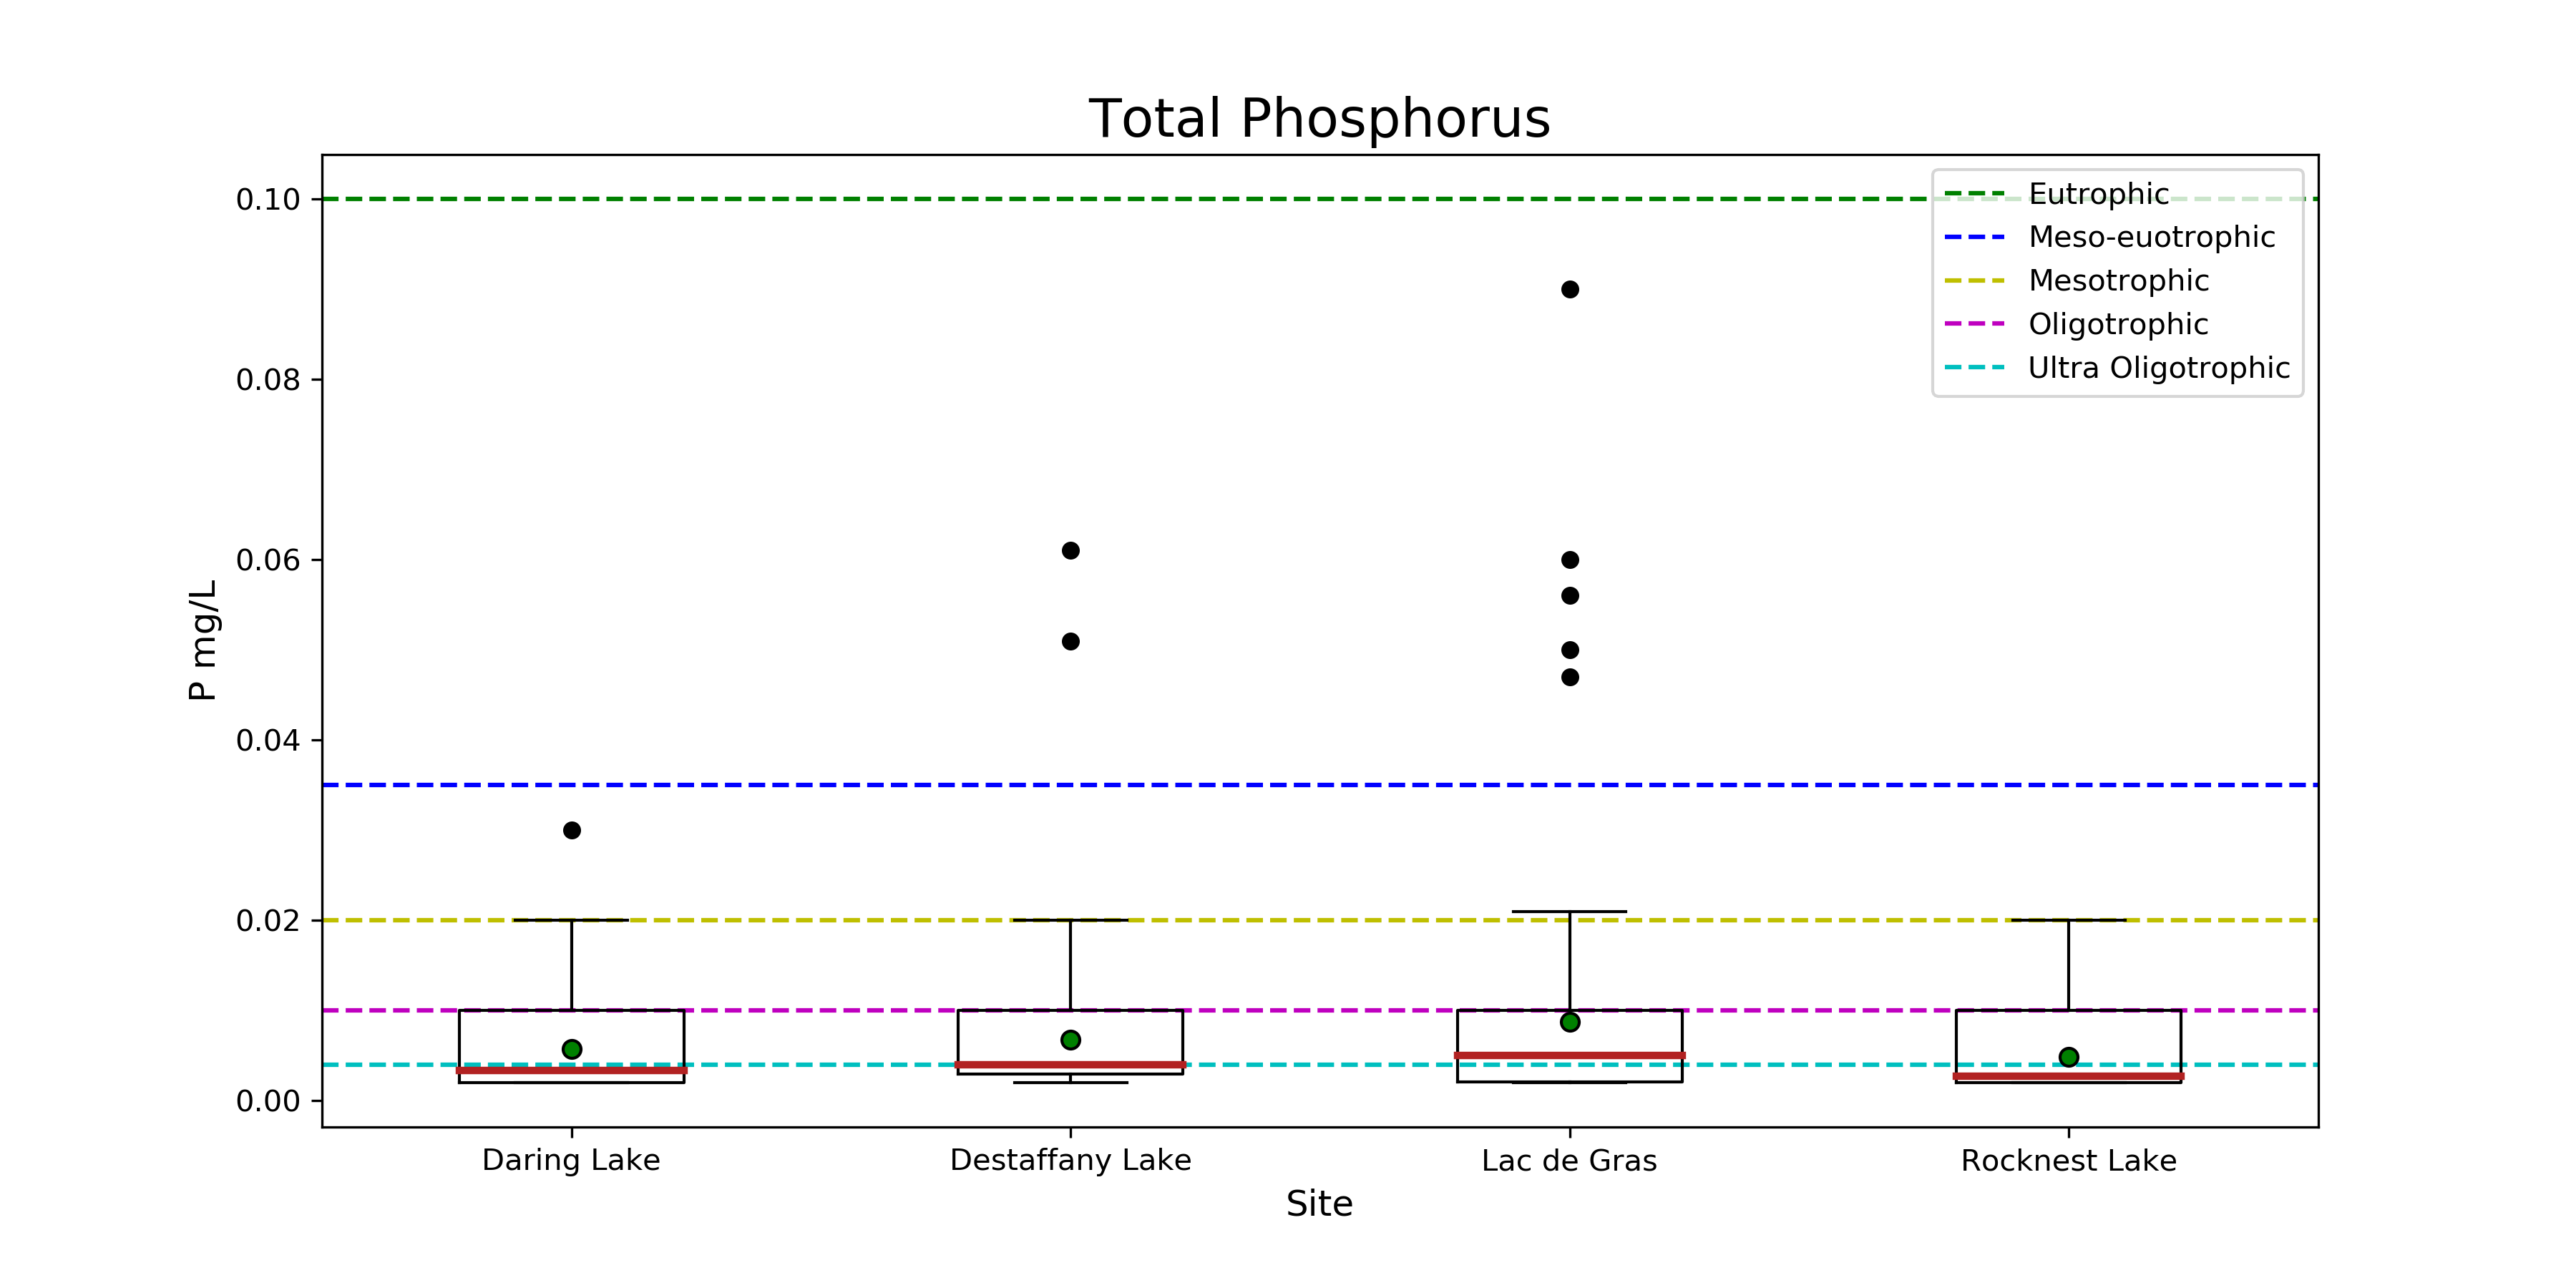 Total Phosphorus
0.10
0.08
0.06
0.04
0.02
0.00
P mg/L
Eutrophic
Meso-euotrophic
Mesotrophic
Oligotrophic
Ultra Oligotrophic
Daring Lake
Destaffany Lake
Lac de Gras
Rocknest Lake
Site